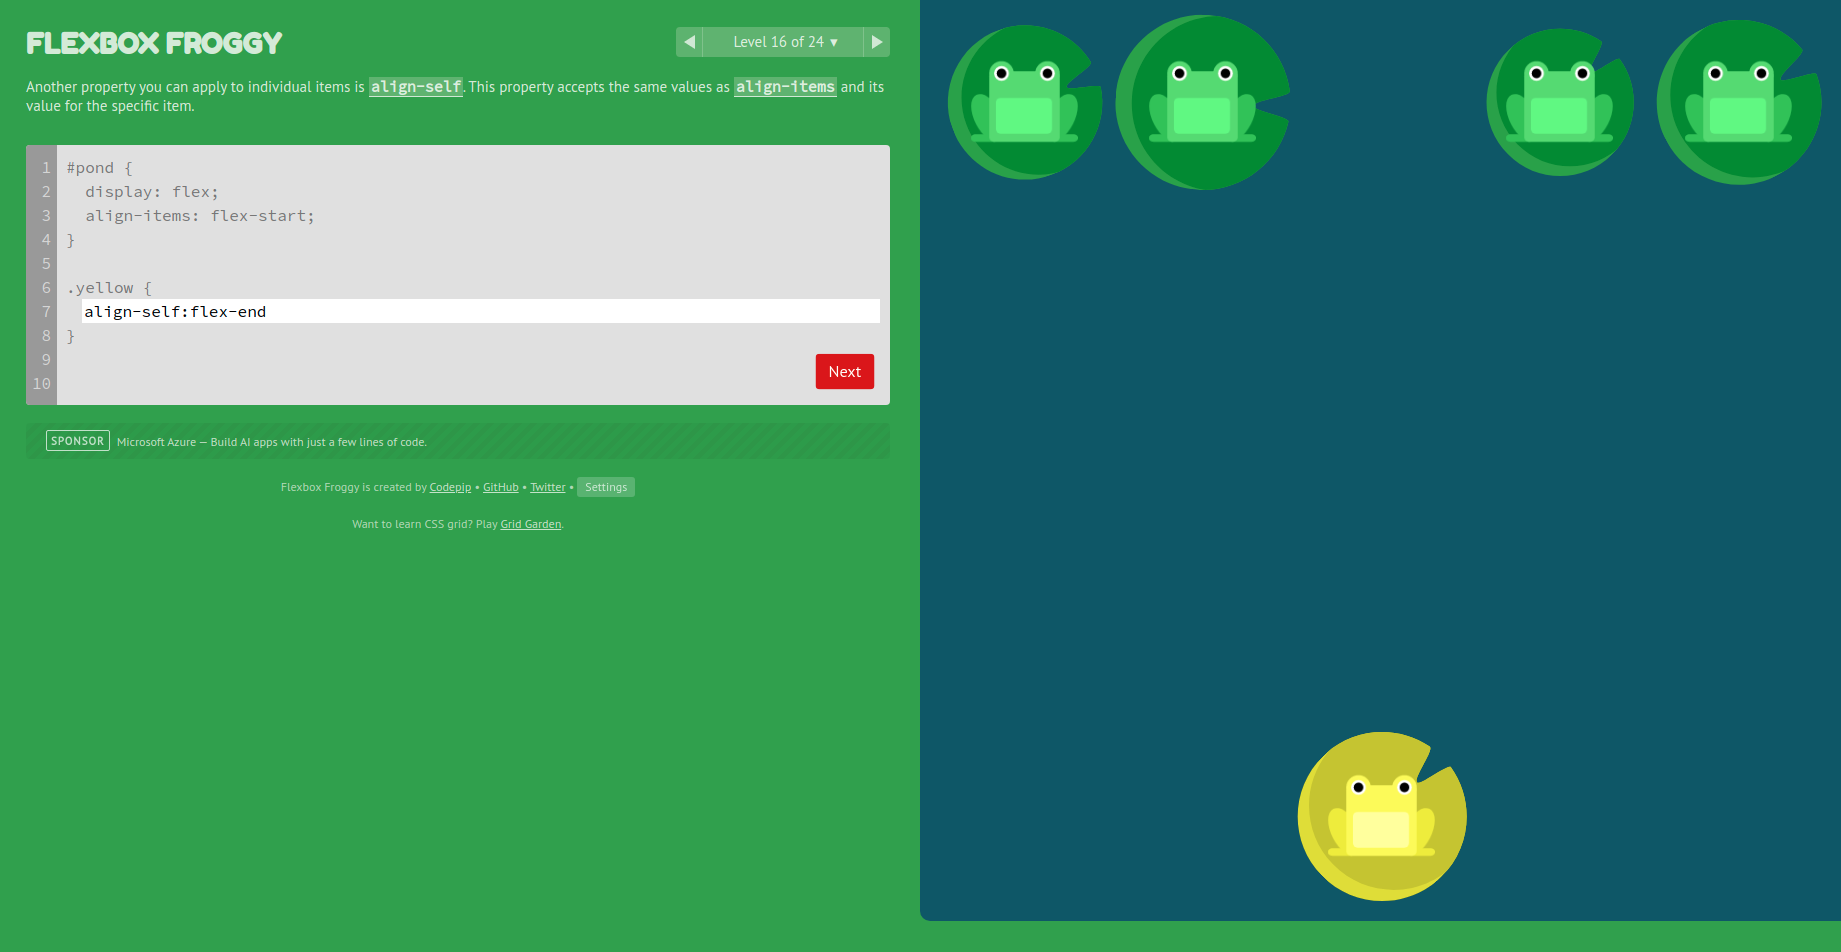 FLEXBOX FROGGY
◀ Level 16 of 24 ▾ ▶
Another property you can apply to individual items is align-self. This property accepts the same values as align-items and its
value for the specific item.
1 #pond {
2 display: flex;
3 align-items: flex-start;
4 }
5
6 .yellow {
7 align-self:flex-end
8 }
9
10
Next
SPONSOR Microsoft Azure — Build AI apps with just a few lines of code.
Flexbox Froggy is created by Codepip • GitHub • Twitter • Settings
Want to learn CSS grid? Play Grid Garden.